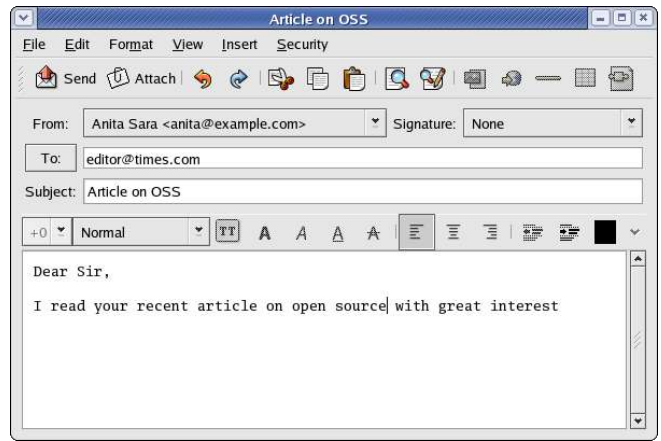 Article on OSS
File Edit Format View Insert Security
Send Attach
From: Anita Sara <anita@example.com> Signature: None
To: editor@times.com
Subject: Article on OSS
+0 Normal TT A A A A
Dear Sir,
I read your recent article on open source with great interest